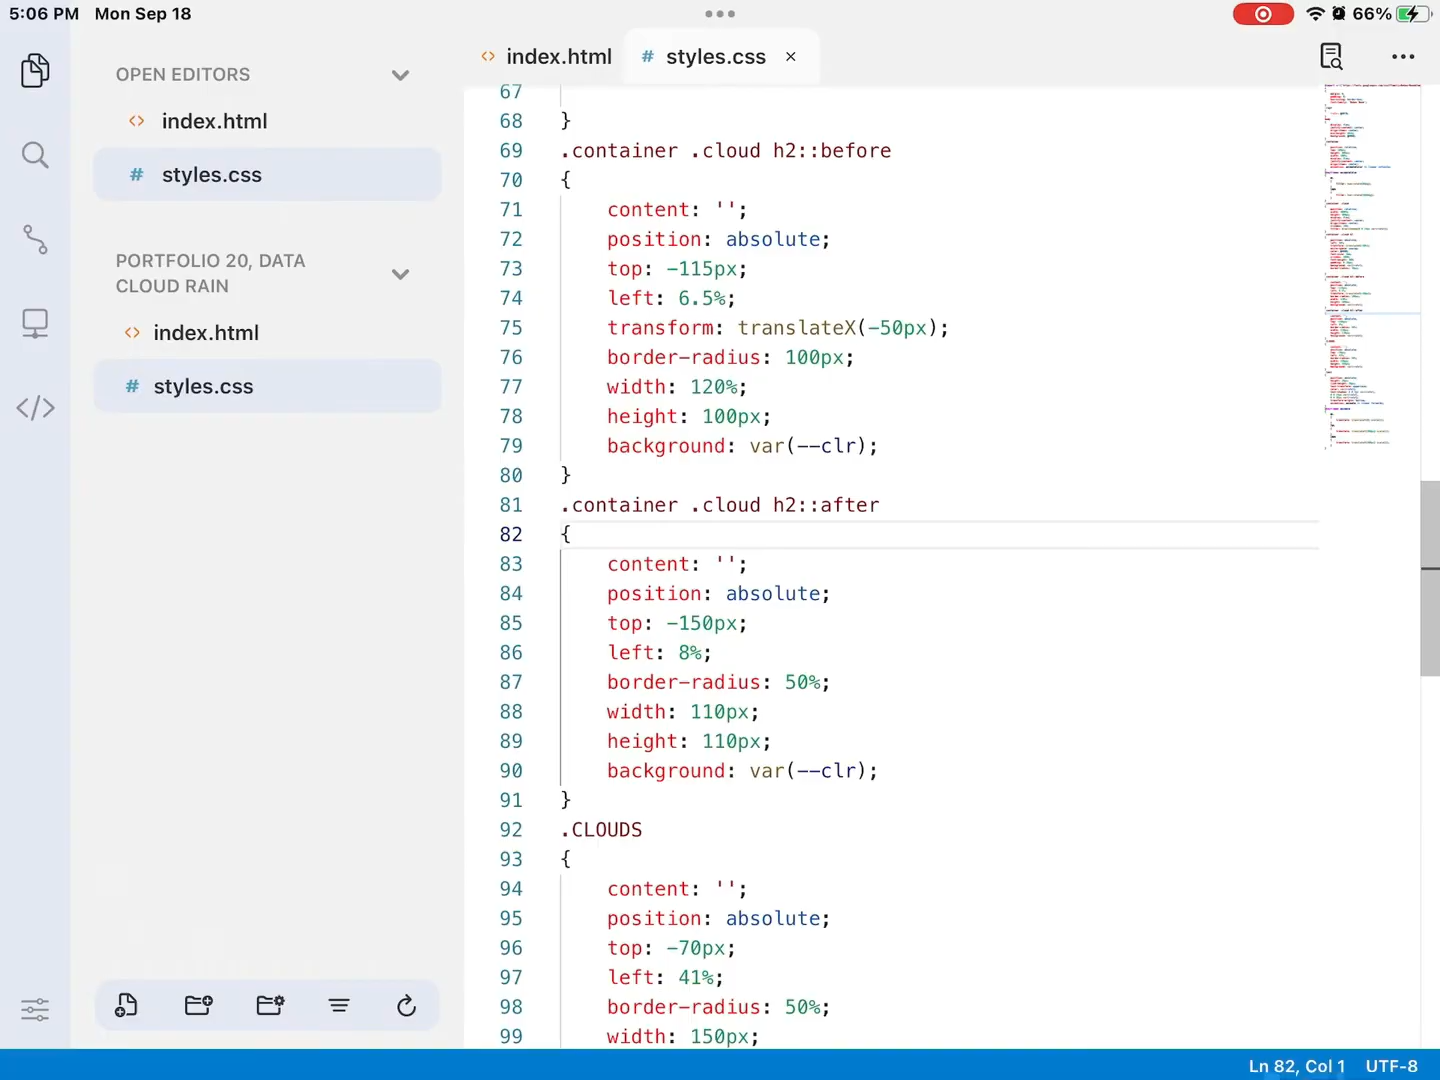 5:06 PM Mon Sep 18
66%
OPEN EDITORS
index.html
# styles.css
PORTFOLIO 20, DATA
CLOUD RAIN
index.html
# styles.css
index.html
# styles.css ×
67
68 }
69 .container .cloud h2::before
70 {
71 content: '';
72 position: absolute;
73 top: -115px;
74 left: 6.5%;
75 transform: translateX(-50px);
76 border-radius: 100px;
77 width: 120%;
78 height: 100px;
79 background: var(--clr);
80 }
81 .container .cloud h2::after
82 {
83 content: '';
84 position: absolute;
85 top: -150px;
86 left: 8%;
87 border-radius: 50%;
88 width: 110px;
89 height: 110px;
90 background: var(--clr);
91 }
92 .CLOUDS
93 {
94 content: '';
95 position: absolute;
96 top: -70px;
97 left: 41%;
98 border-radius: 50%;
99 width: 150px;
Ln 82, Col 1 UTF-8